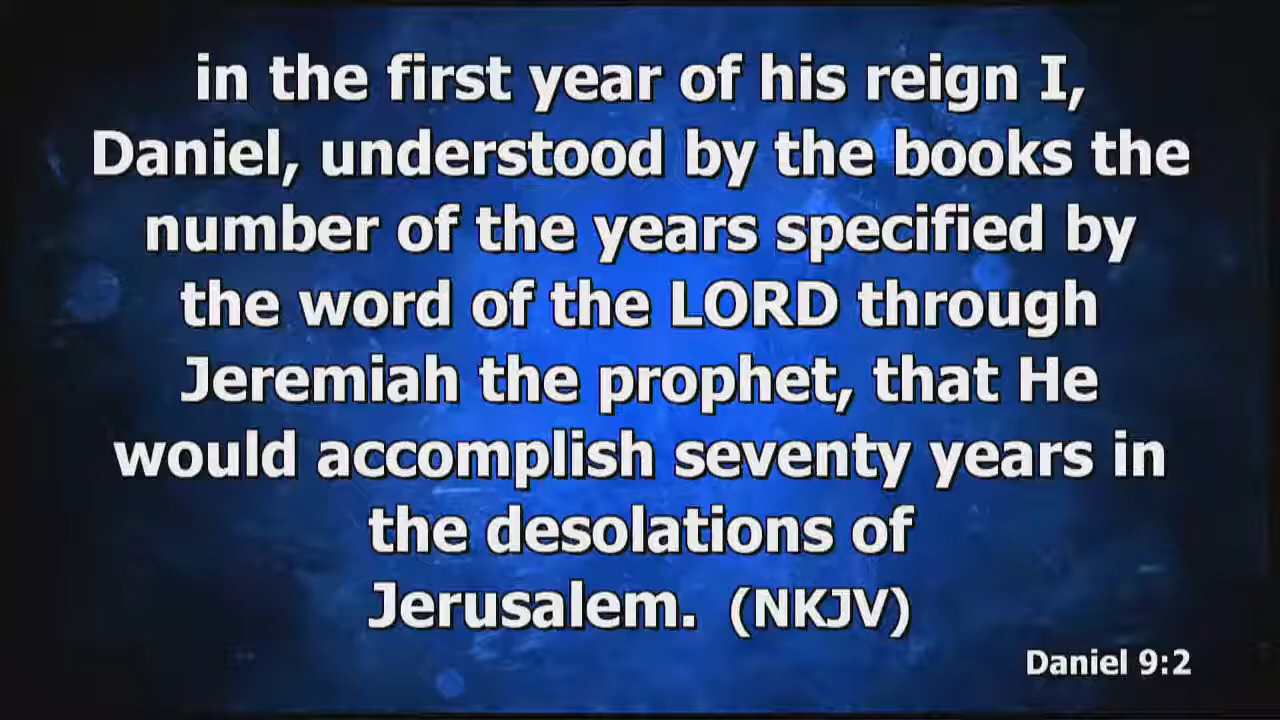 in the first year of his reign I,
Daniel, understood by the books the
number of the years specified by
the word of the LORD through
Jeremiah the prophet, that He
would accomplish seventy years in
the desolations of
Jerusalem. (NKJV)
Daniel 9:2